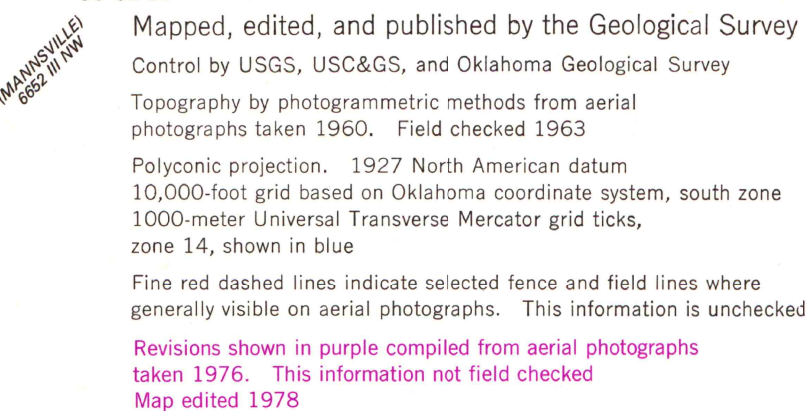 (MANNSVILLE)
6652 III NW
Mapped, edited, and published by the Geological Survey
Control by USGS, USC&GS, and Oklahoma Geological Survey
Topography by photogrammetric methods from aerial
photographs taken 1960. Field checked 1963
Polyconic projection. 1927 North American datum
10,000-foot grid based on Oklahoma coordinate system, south zone
1000-meter Universal Transverse Mercator grid ticks,
zone 14, shown in blue
Fine red dashed lines indicate selected fence and field lines where
generally visible on aerial photographs. This information is unchecked
Revisions shown in purple compiled from aerial photographs
taken 1976. This information not field checked
Map edited 1978